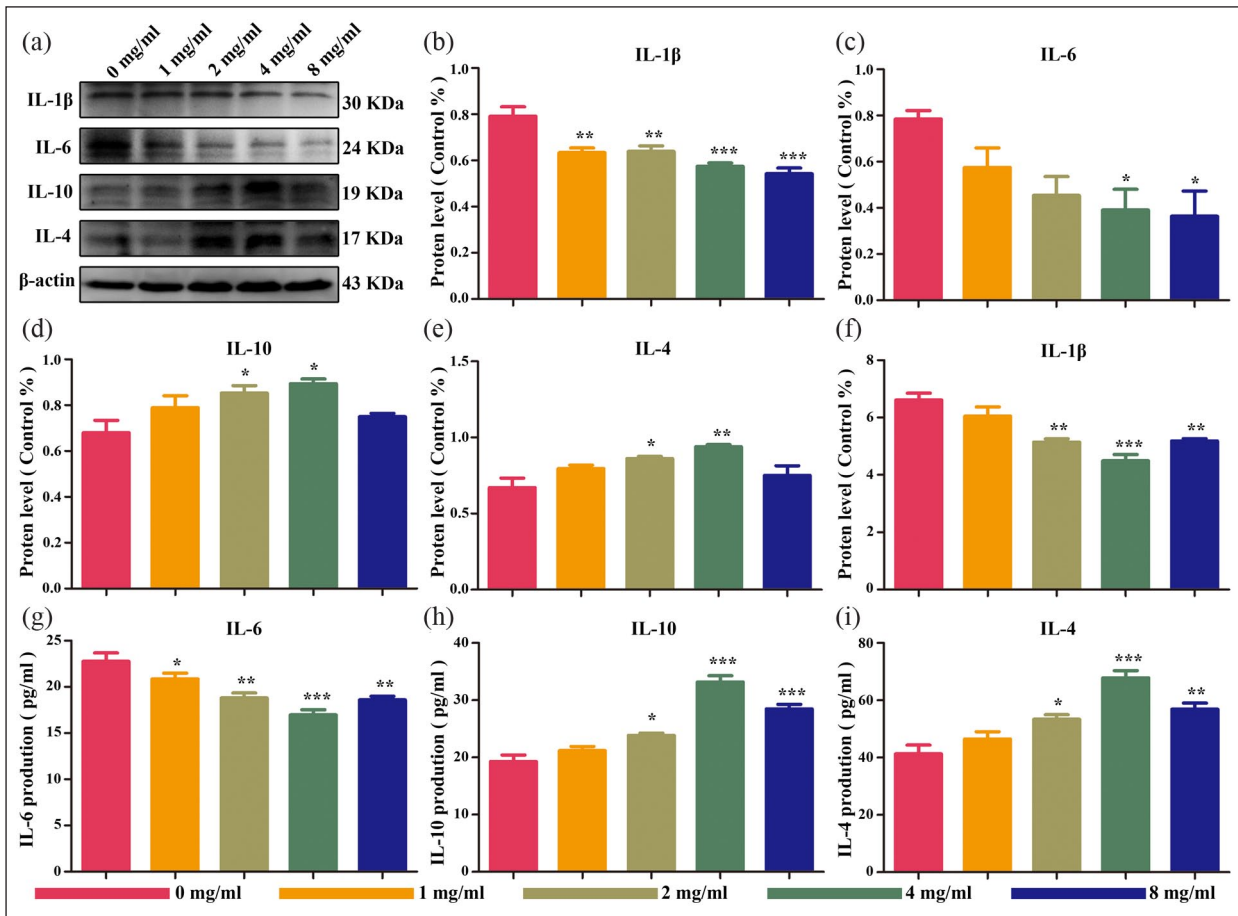 (a)
0 mg/ml 1 mg/ml 2 mg/ml 4 mg/ml 8 mg/ml
IL-1β 30 KDa
IL-6 24 KDa
IL-10 19 KDa
IL-4 17 KDa
β-actin 43 KDa
(b)
IL-1β
Proten level ( Control % )
1.0
0.8
0.6
0.4
0.2
0.0
** ** *** ***
(c)
IL-6
Proten level ( Control % )
1.0
0.8
0.6
0.4
0.2
0.0
* *
(d)
IL-10
Proten level ( Control % )
1.0
0.8
0.6
0.4
0.2
0.0
* *
(e)
IL-4
Proten level ( Control % )
1.5
1.0
0.5
0.0
* **
(f)
IL-1β
Proten level ( Control % )
8
6
4
2
0
** *** **
(g)
IL-6
IL-6 prodution ( pg/ml )
25
20
15
10
5
0
* ** *** **
(h)
IL-10
IL-10 prodution ( pg/ml )
40
30
20
10
0
* *** ***
(i)
IL-4
IL-4 prodution ( pg/ml )
80
60
40
20
0
* *** **
0 mg/ml 1 mg/ml 2 mg/ml 4 mg/ml 8 mg/ml